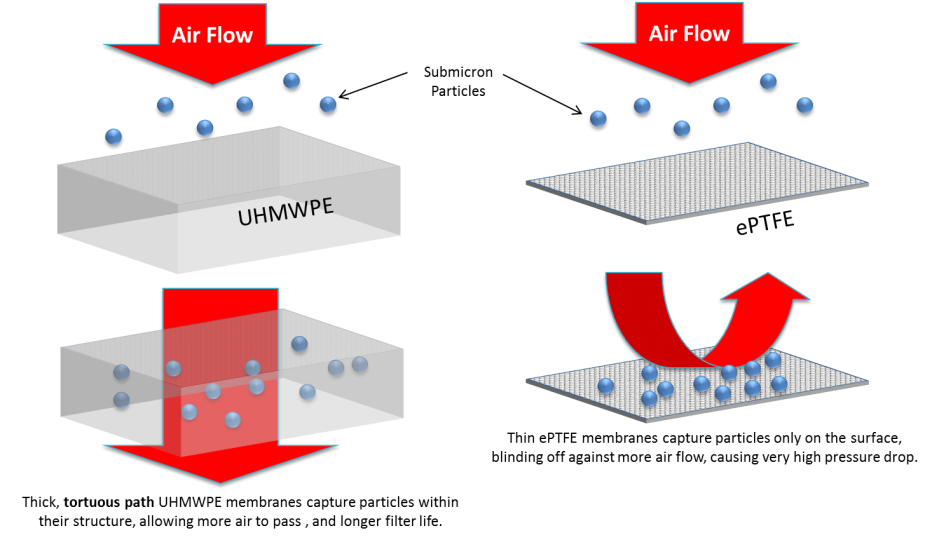 Air Flow
Air Flow
Submicron
Particles
UHMWPE
ePTFE
Thin ePTFE membranes capture particles only on the surface,
blinding off against more air flow, causing very high pressure drop.
Thick, tortuous path UHMWPE membranes capture particles within
their structure, allowing more air to pass , and longer filter life.